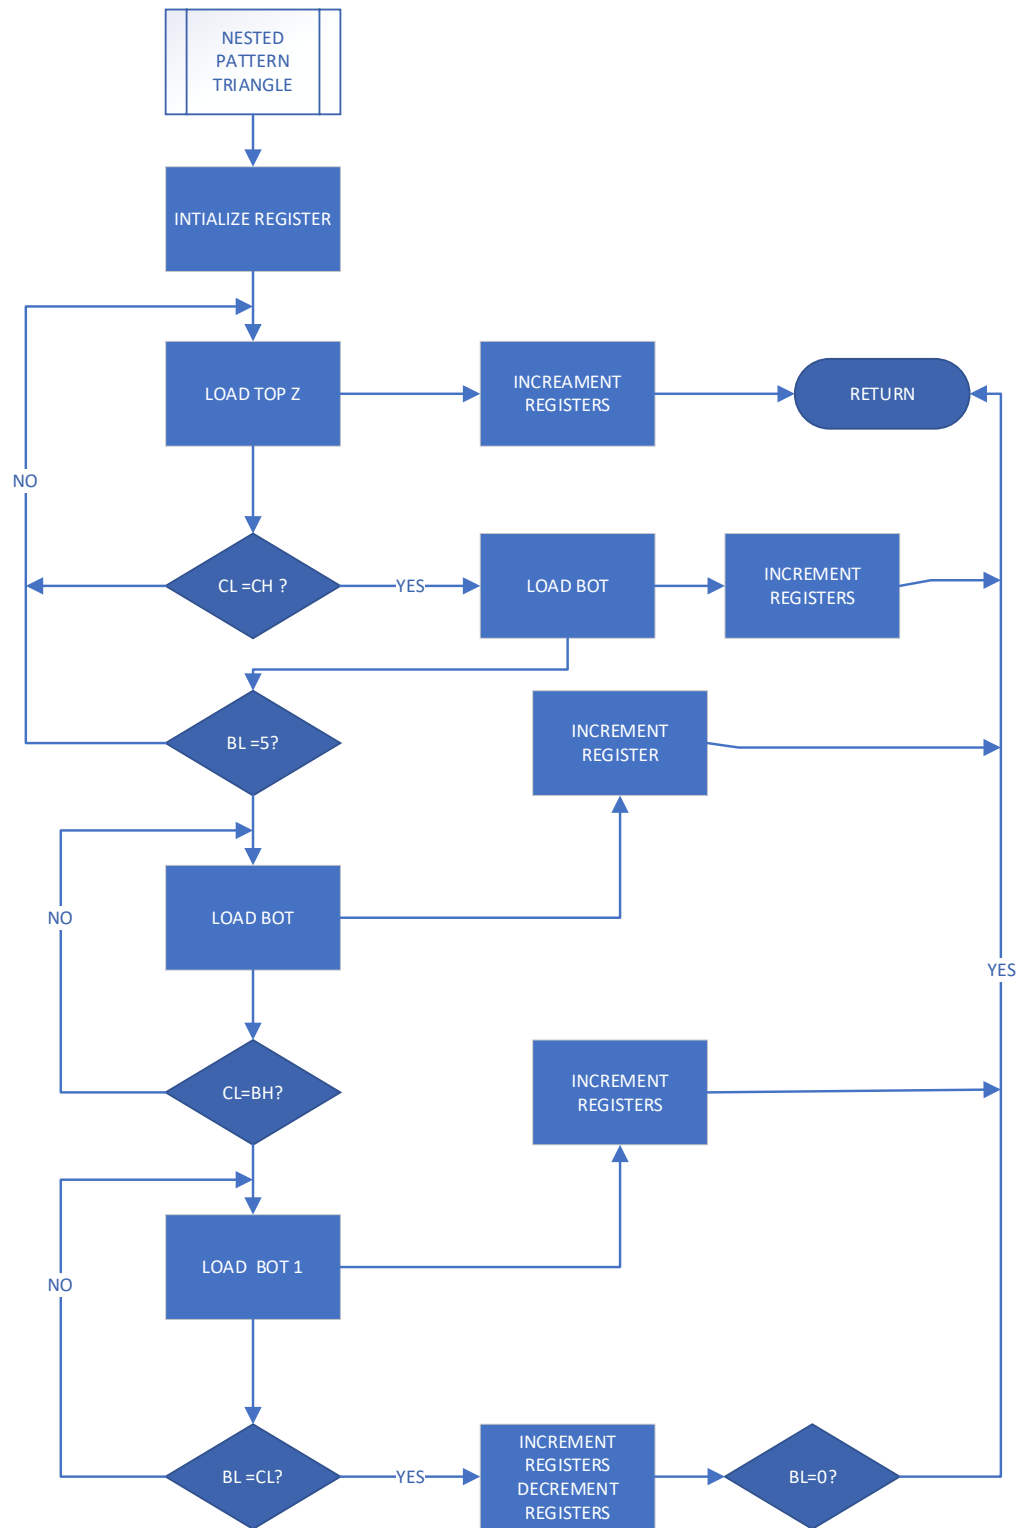 NESTED
PATTERN
TRIANGLE
INTIALIZE REGISTER
LOAD TOP Z
INCREAMENT
REGISTERS
RETURN
NO
CL =CH ?
YES
LOAD BOT
INCREMENT
REGISTERS
BL =5?
INCREMENT
REGISTER
NO
LOAD BOT
YES
CL=BH?
INCREMENT
REGISTERS
NO
LOAD BOT 1
BL =CL?
YES
INCREMENT
REGISTERS
DECREMENT
REGISTERS
BL=0?